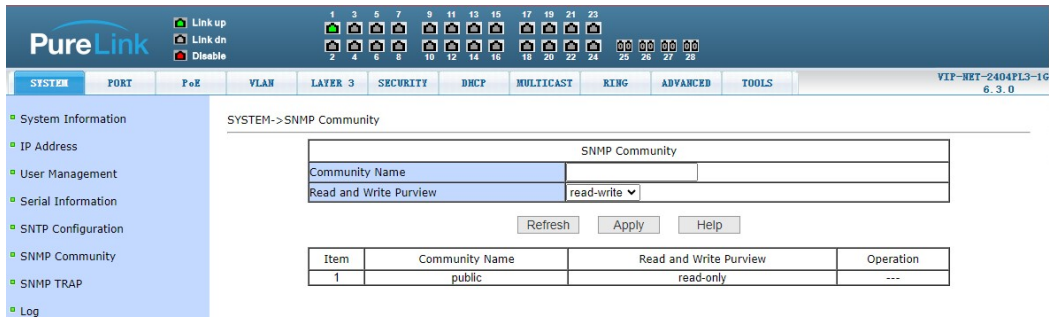 1 3 5 7 9 11 13 15 17 19 21 23
Link up
PureLink
Link dn
Disable
2 4 6 8 10 12 14 16 18 20 22 24 25 26 27 28
SYSTEM PORT PoE VLAN LAYER 3 SECURITY DHCP MULTICAST RING ADVANCED TOOLS
VIP-NET-2404PL3-1G
6.3.0
System Information
IP Address
User Management
Serial Information
SNTP Configuration
SNMP Community
SNMP TRAP
Log
SYSTEM->SNMP Community
SNMP Community
Community Name
Read and Write Purview read-write
Refresh Apply Help
Item Community Name Read and Write Purview Operation
1 public read-only ---